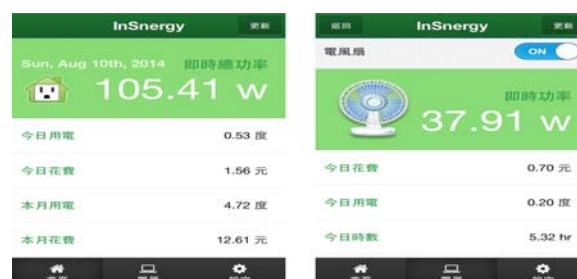 InSnergy
更新
Sun, Aug 10th, 2014
即時總功率
105.41 w
今日用電 0.53 度
今日花費 1.56 元
本月用電 4.72 度
本月花費 12.61 元
返回
InSnergy
更新
電風扇
ON
即時功率
37.91 w
今日花費 0.70 元
今日用電 0.20 度
今日時數 5.32 hr